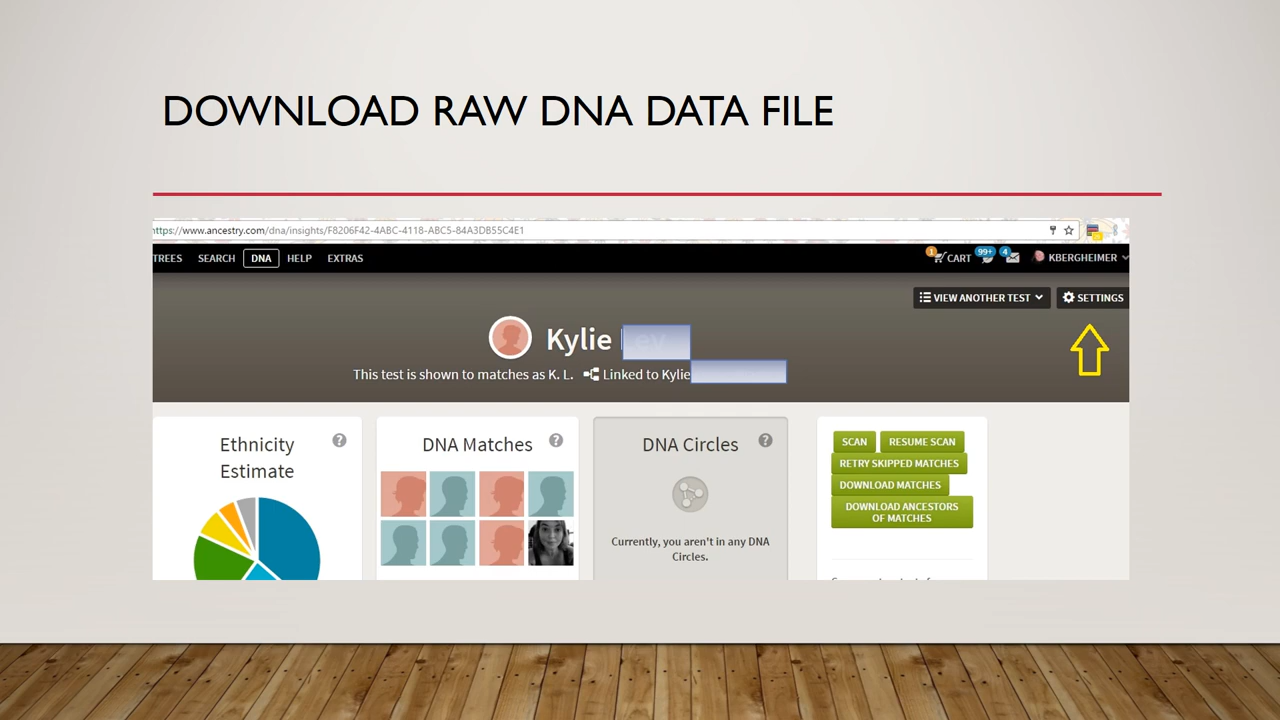 DOWNLOAD RAW DNA DATA FILE
https://www.ancestry.com/dna/insights/F8206F42-4ABC-4118-ABC5-84A3DB55C4E1
TREES SEARCH DNA HELP EXTRAS 1 CART 99+ 4 KBERGHEIMER
VIEW ANOTHER TEST SETTINGS
Kylie
This test is shown to matches as K. L. Linked to Kylie
Ethnicity
Estimate
?
DNA Matches ?
DNA Circles ?
Currently, you aren't in any DNA
Circles.
SCAN RESUME SCAN
RETRY SKIPPED MATCHES
DOWNLOAD MATCHES
DOWNLOAD ANCESTORS
OF MATCHES